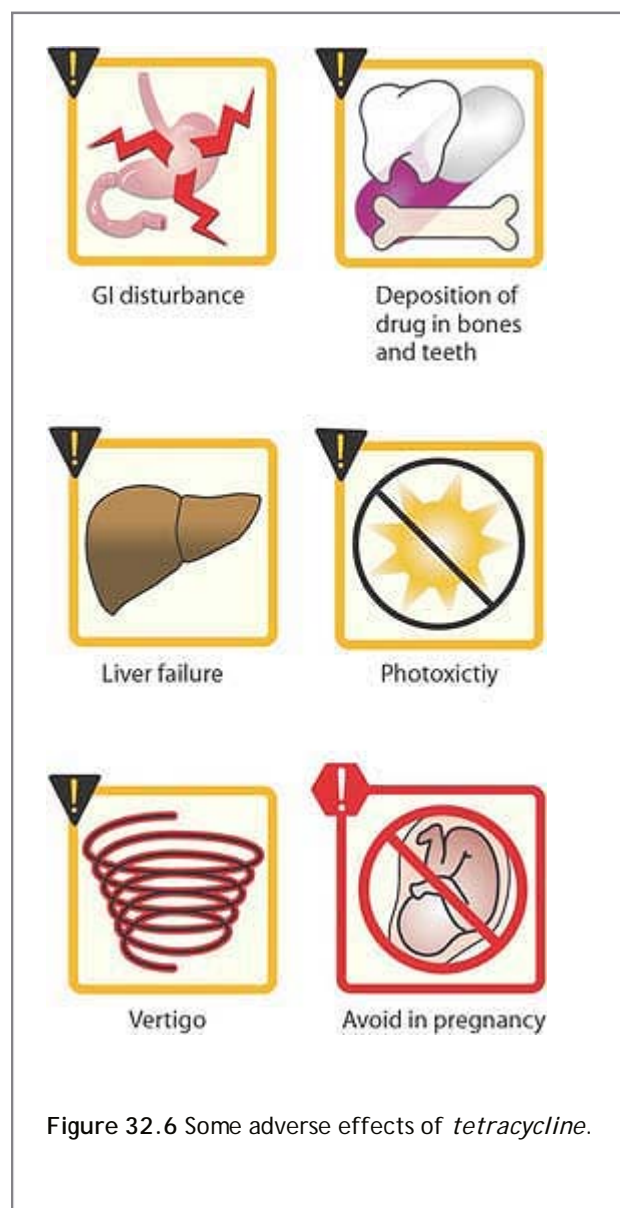 GI disturbance
Deposition of
drug in bones
and teeth
Liver failure
Photoxictiy
Vertigo
Avoid in pregnancy
Figure 32.6 Some adverse effects of tetracycline.